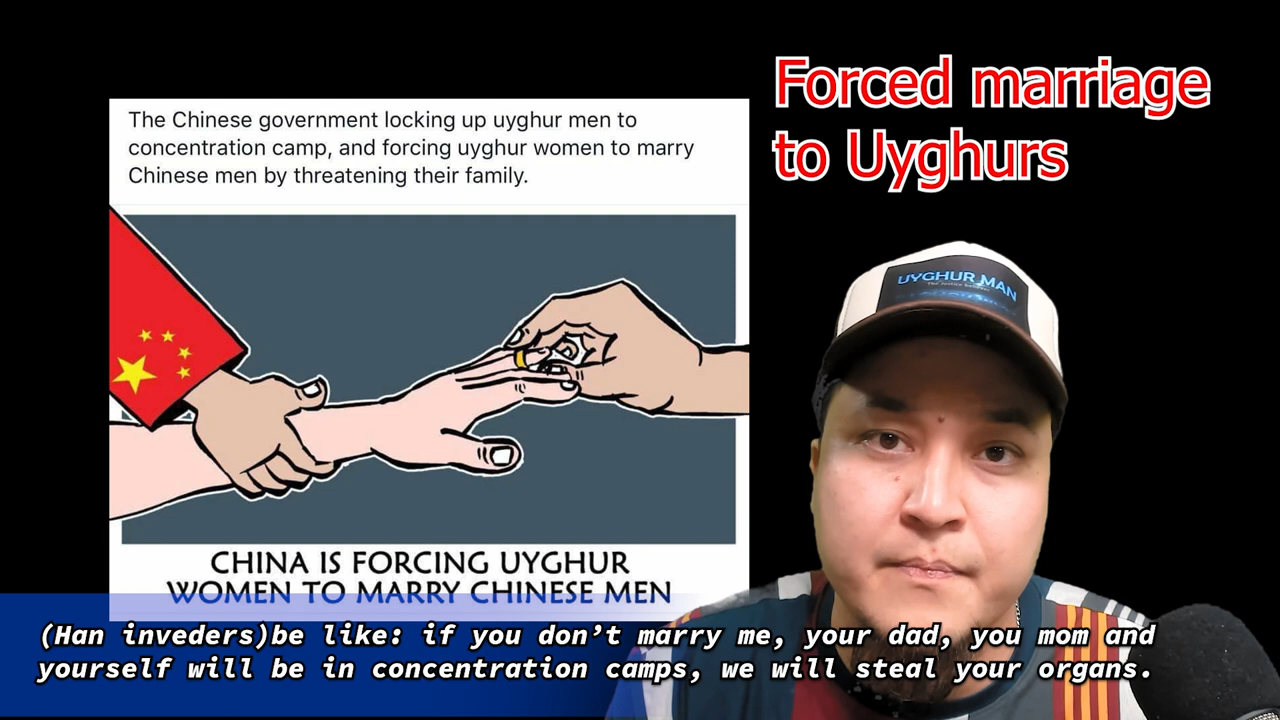 Forced marriage
to Uyghurs
The Chinese government locking up uyghur men to
concentration camp, and forcing uyghur women to marry
Chinese men by threatening their family.
UYGHUR MAN
CHINA IS FORCING UYGHUR
WOMEN TO MARRY CHINESE MEN
(Han inveders)be like: if you don’t marry me, your dad, you mom and
yourself will be in concentration camps, we will steal your organs.